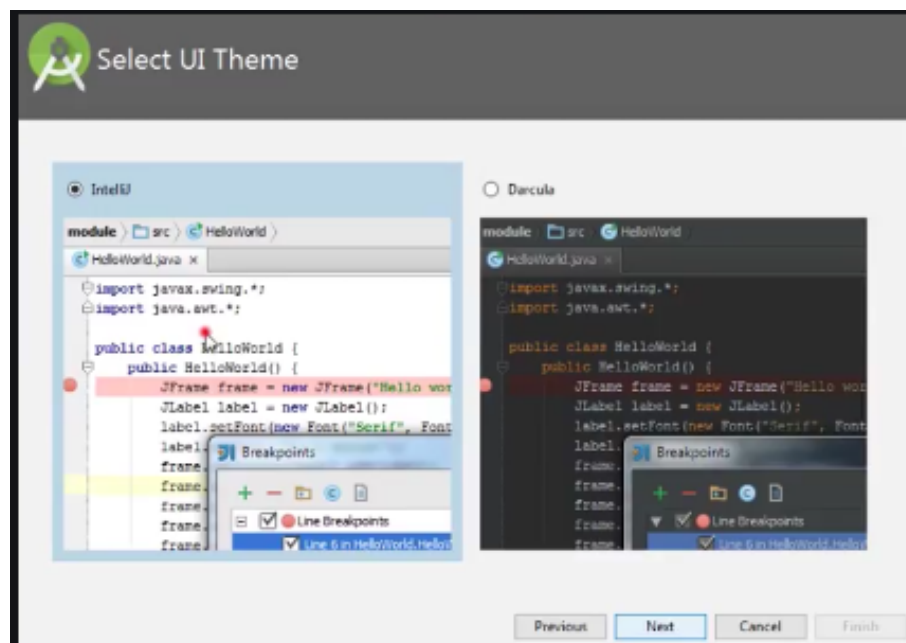 Select UI Theme
IntelliJ
module src HelloWorld
HelloWorld.java ×
import javax.swing.*;
import java.awt.*;
public class HelloWorld {
public HelloWorld() {
JFrame frame = new JFrame("Hello wor
JLabel label = new JLabel();
label.setFont(new Font("Serif", Font
label.
frame.
frame.
frame.
frame.
frame.
Breakpoints
Line Breakpoints
Line 6 in HelloWorld.Hello
Darcula
module src HelloWorld
HelloWorld.java ×
import javax.swing.*;
import java.awt.*;
public class HelloWorld {
public HelloWorld() {
JFrame frame = new JFrame("Hello wor
JLabel label = new JLabel();
label.setFont(new Font("Serif", Font
label.
frame.
frame.
frame.
frame.
frame.
Breakpoints
Line Breakpoints
Line 6 in HelloWorld.Hello
Previous Next Cancel Finish